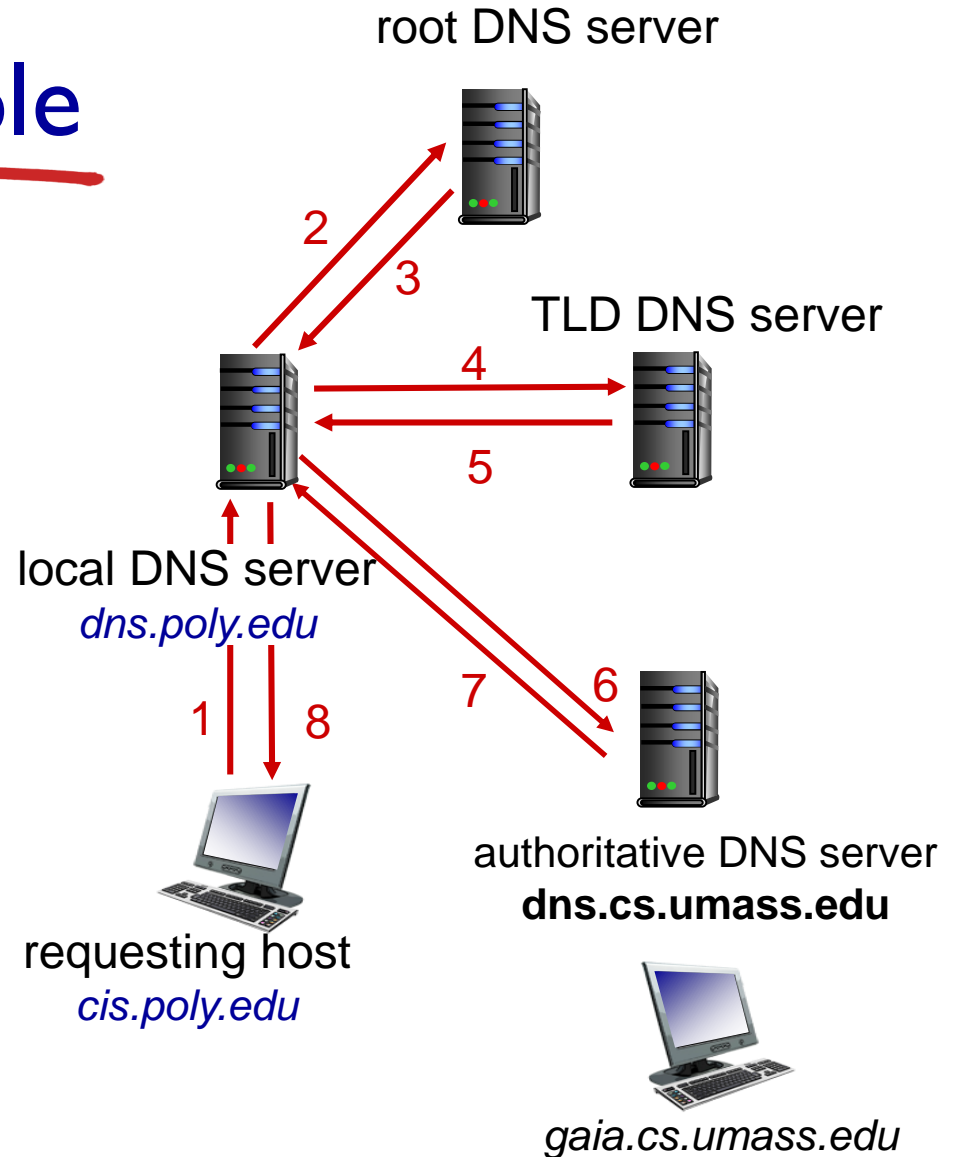 root DNS server
2
3
TLD DNS server
4
5
local DNS server
dns.poly.edu
1
8
7
6
requesting host
cis.poly.edu
authoritative DNS server
dns.cs.umass.edu
gaia.cs.umass.edu